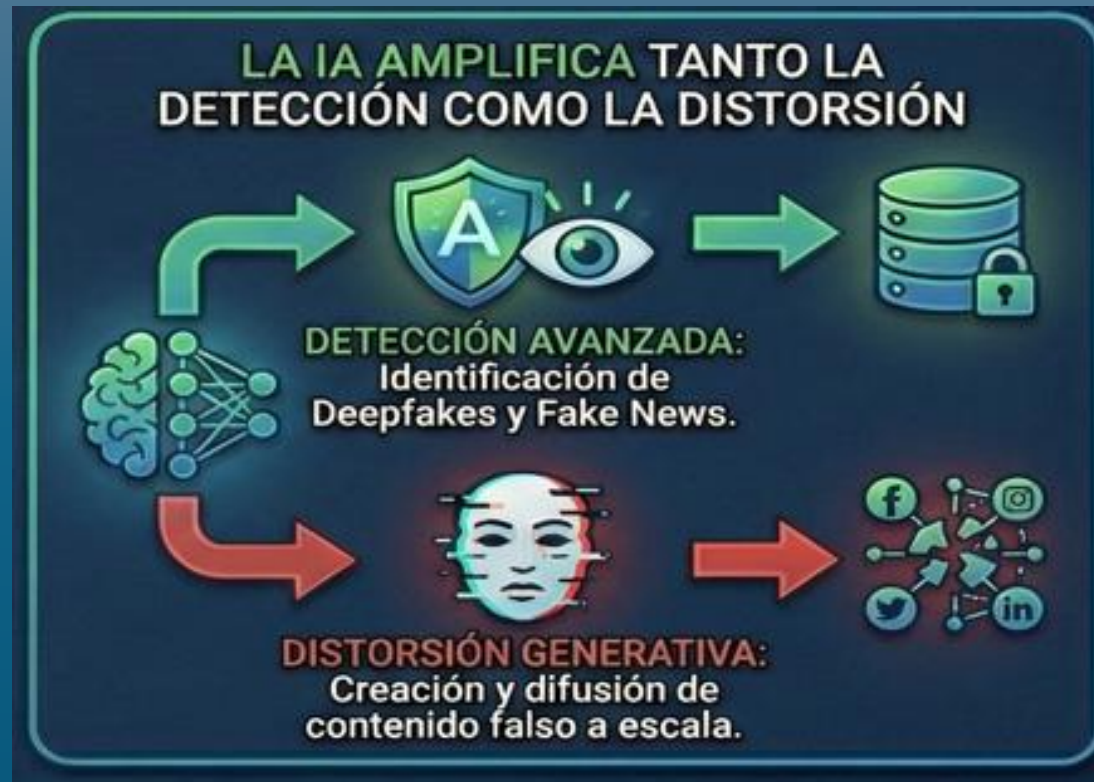 LA IA AMPLIFICA TANTO LA
DETECCIÓN COMO LA DISTORSIÓN
A
DETECCIÓN AVANZADA:
Identificación de
Deepfakes y Fake News.
f
in
DISTORSIÓN GENERATIVA:
Creación y difusión de
contenido falso a escala.